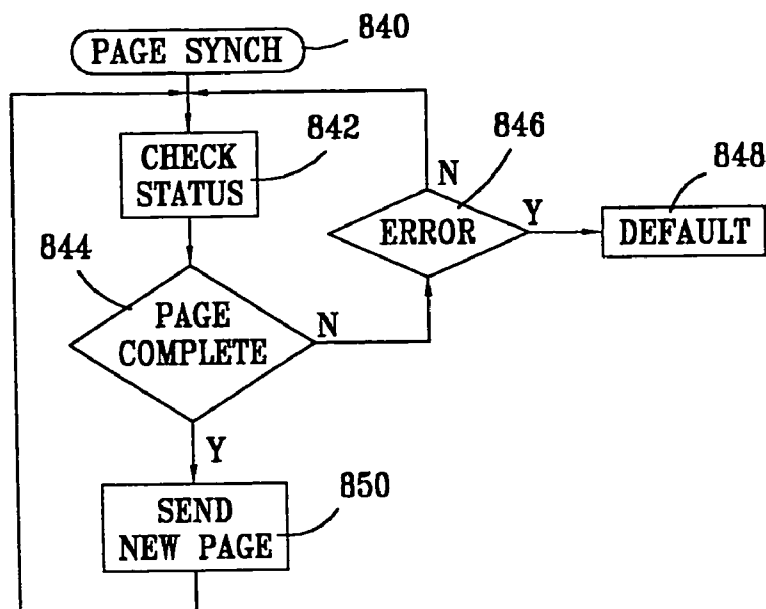 PAGE SYNCH
840
CHECK
STATUS
842
844
PAGE
COMPLETE
N
Y
846
N
ERROR
Y
848
DEFAULT
SEND
NEW PAGE
850